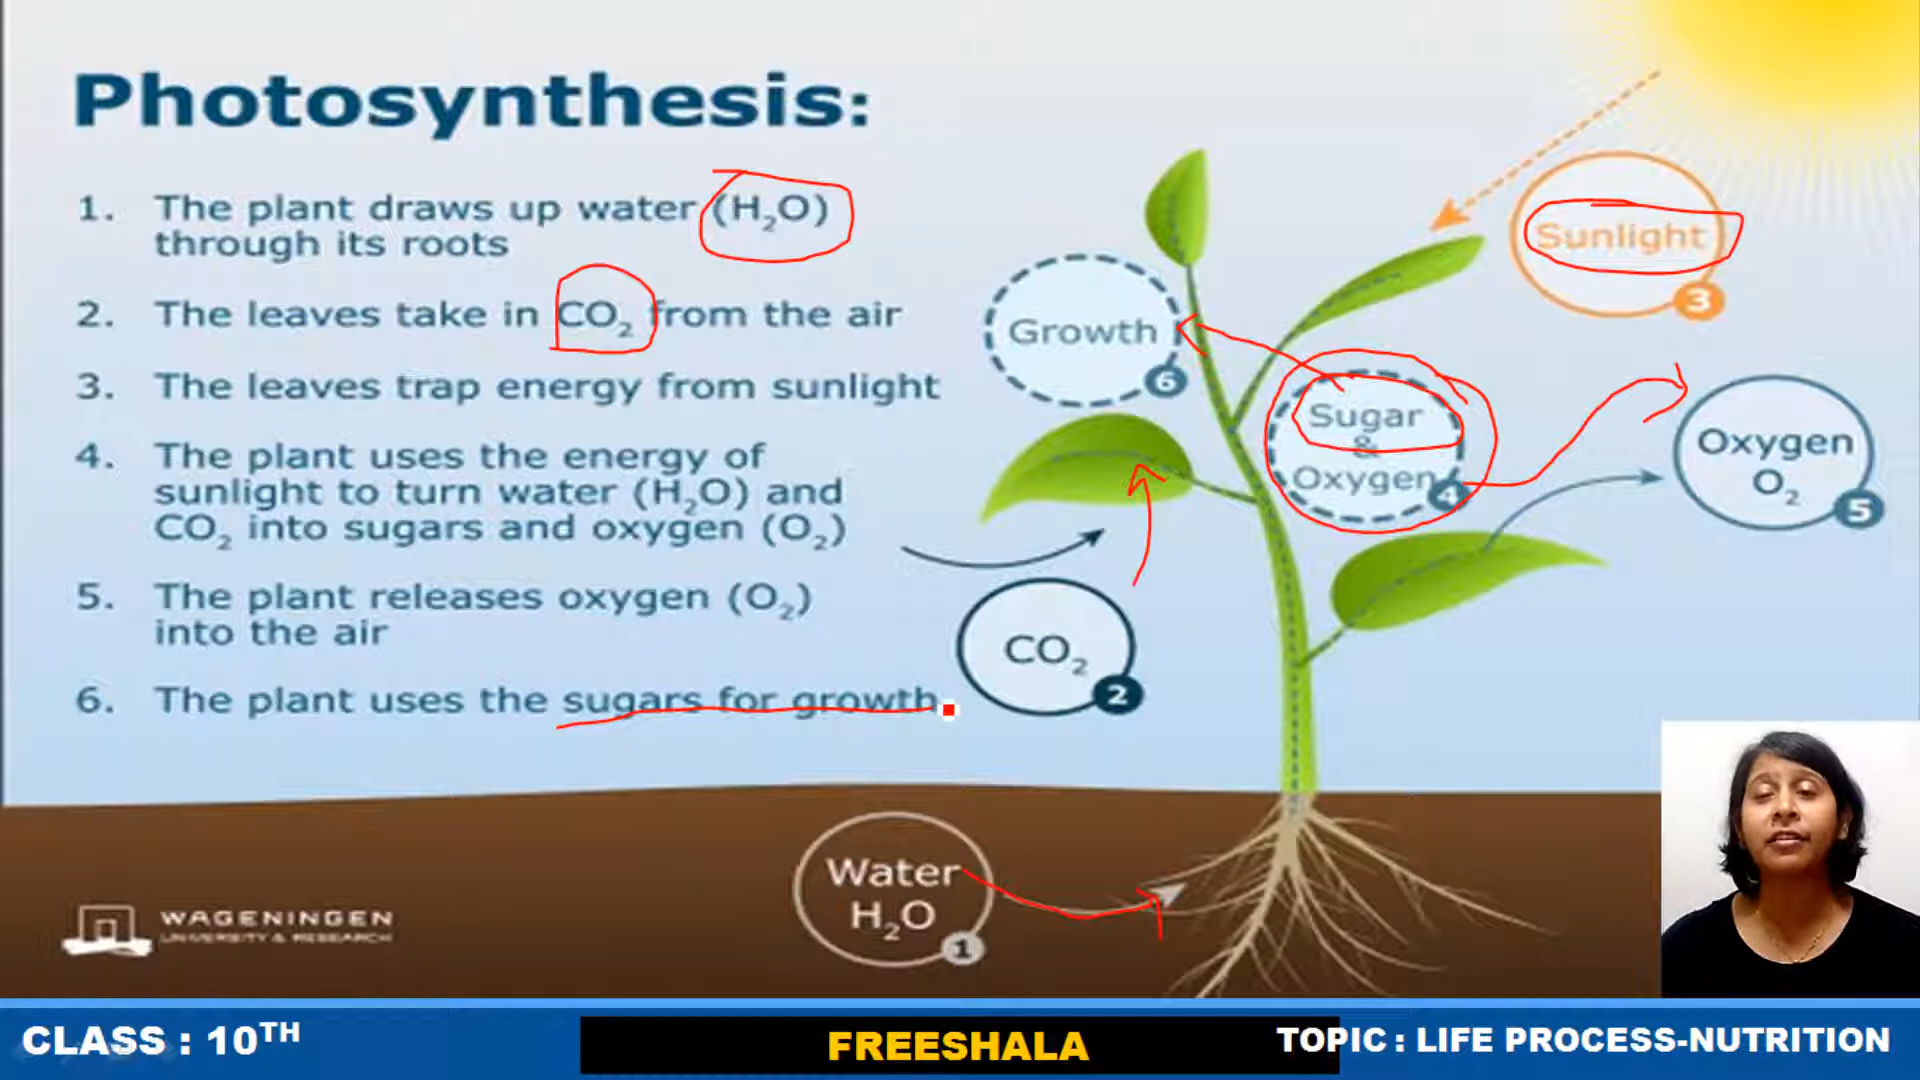 Photosynthesis:
1. The plant draws up water (H₂O)
through its roots
2. The leaves take in CO₂ from the air
3. The leaves trap energy from sunlight
4. The plant uses the energy of
sunlight to turn water (H₂O) and
CO₂ into sugars and oxygen (O₂)
5. The plant releases oxygen (O₂)
into the air
6. The plant uses the sugars for growth
Sunlight
3
Growth
6
Sugar
&
Oxygen
4
Oxygen
O₂
5
CO₂
2
Water
H₂O
1
WAGENINGEN
UNIVERSITY & RESEARCH
CLASS : 10TH
FREESHALA
TOPIC : LIFE PROCESS-NUTRITION